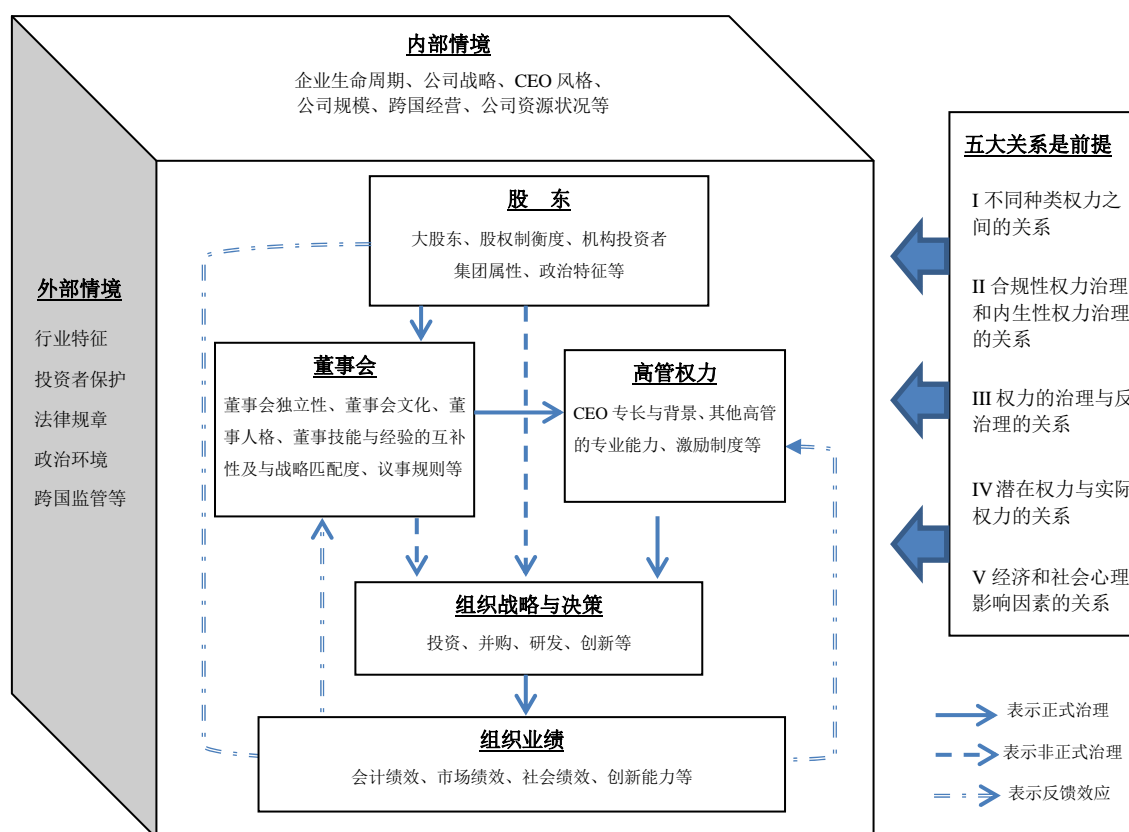 内部情境
企业生命周期、公司战略、CEO 风格、
公司规模、跨国经营、公司资源状况等
外部情境
行业特征
投资者保护
法律规章
政治环境
跨国监管等
股 东
大股东、股权制衡度、机构投资者
集团属性、政治特征等
董事会
董事会独立性、董事会文化、董
事人格、董事技能与经验的互补
性及与战略匹配度、议事规则等
高管权力
CEO 专长与背景、其他高管
的专业能力、激励制度等
组织战略与决策
投资、并购、研发、创新等
组织业绩
会计绩效、市场绩效、社会绩效、创新能力等
五大关系是前提
I 不同种类权力之
间的关系
II 合规性权力治理
和内生性权力治理
的关系
III 权力的治理与反
治理的关系
IV 潜在权力与实际
权力的关系
V 经济和社会心理
影响因素的关系
表示正式治理
表示非正式治理
表示反馈效应